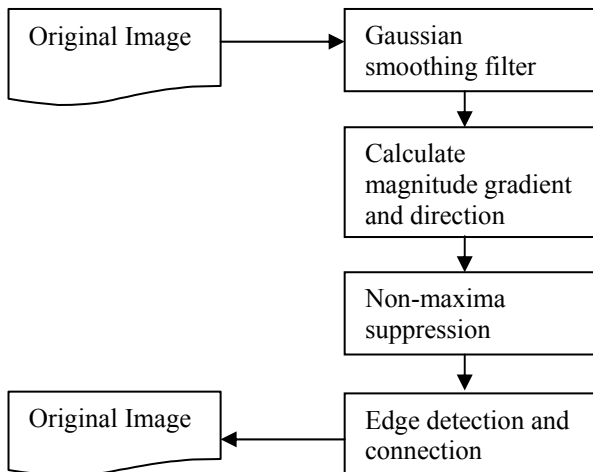 Original Image
Gaussian
smoothing filter
Calculate
magnitude gradient
and direction
Non-maxima
suppression
Original Image
Edge detection and
connection